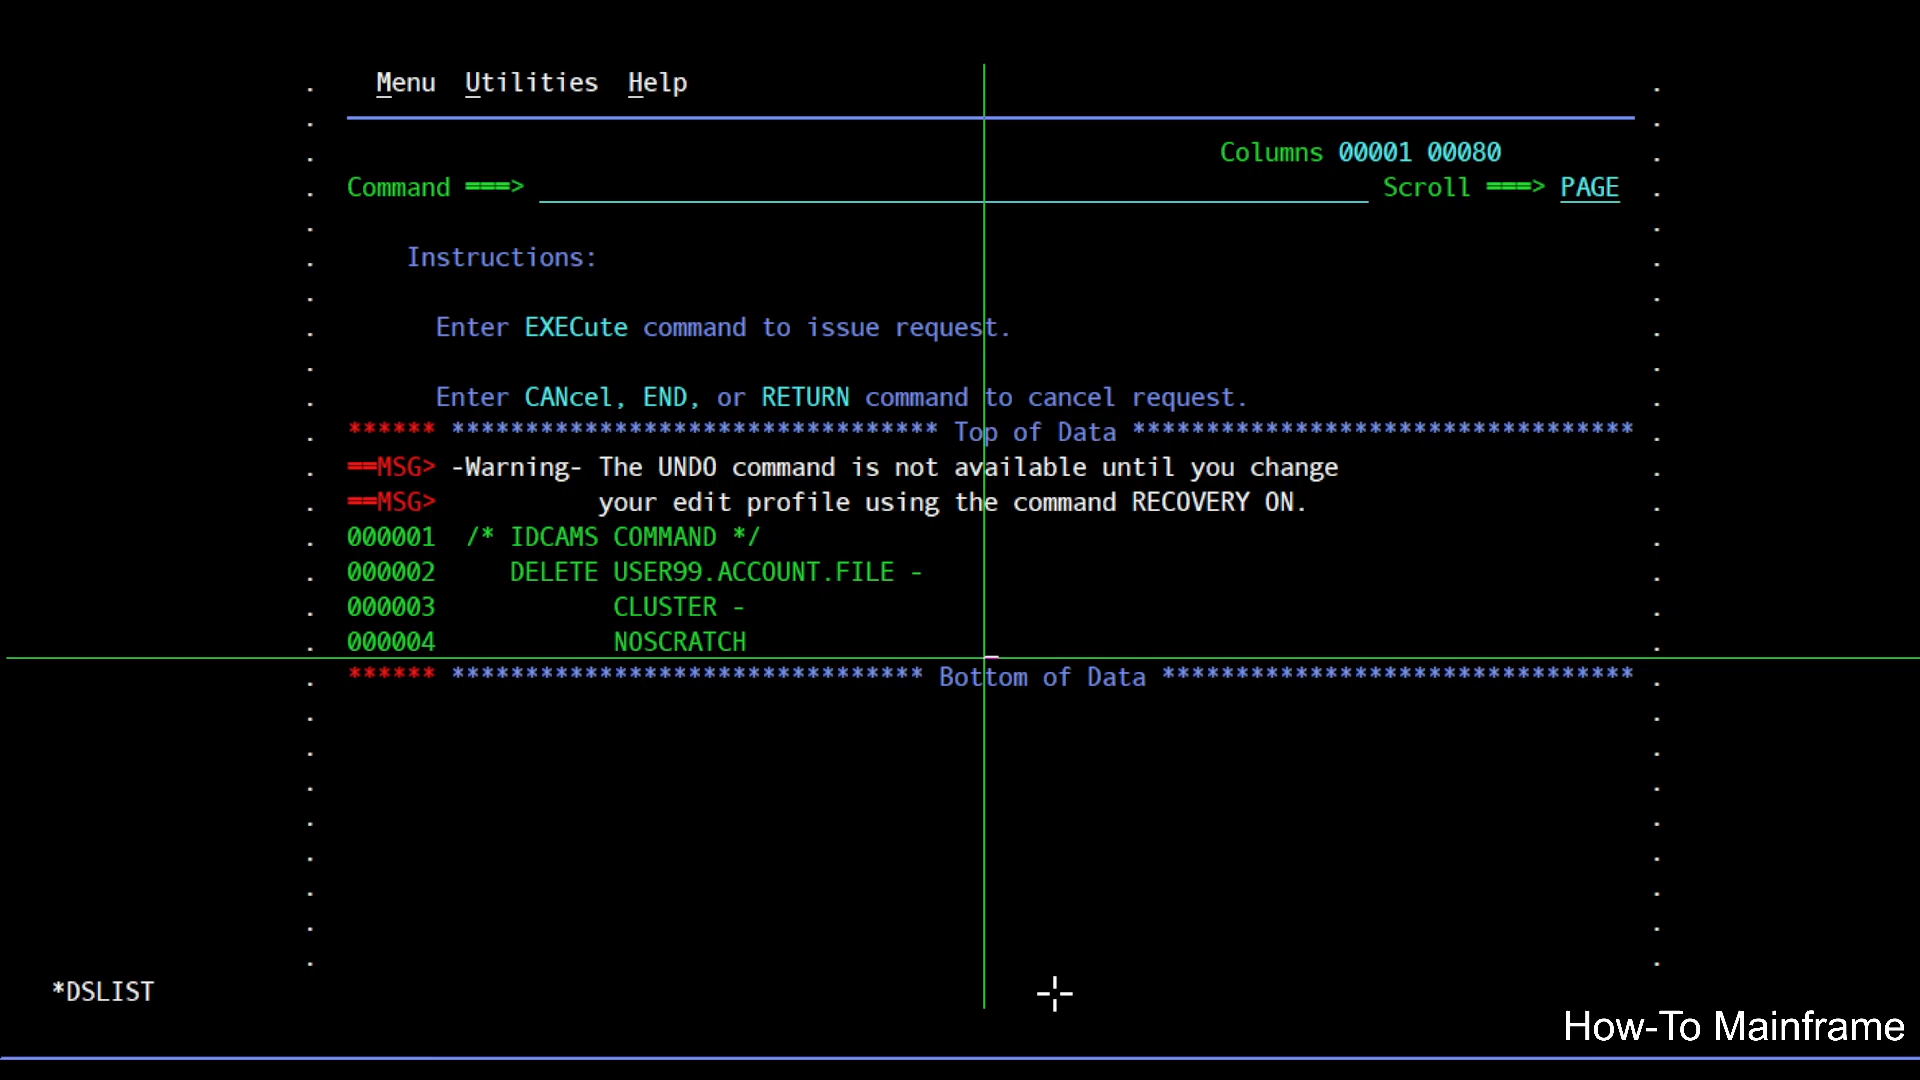 Menu Utilities Help
Columns 00001 00080
Command ===> Scroll ===> PAGE
Instructions:
Enter EXECute command to issue request.
Enter CANcel, END, or RETURN command to cancel request.
****** ********************************* Top of Data **********************************
==MSG> -Warning- The UNDO command is not available until you change
==MSG> your edit profile using the command RECOVERY ON.
000001 /* IDCAMS COMMAND */
000002 DELETE USER99.ACCOUNT.FILE -
000003 CLUSTER -
000004 NOSCRATCH
****** ******************************** Bottom of Data ********************************
*DSLIST
How-To Mainframe